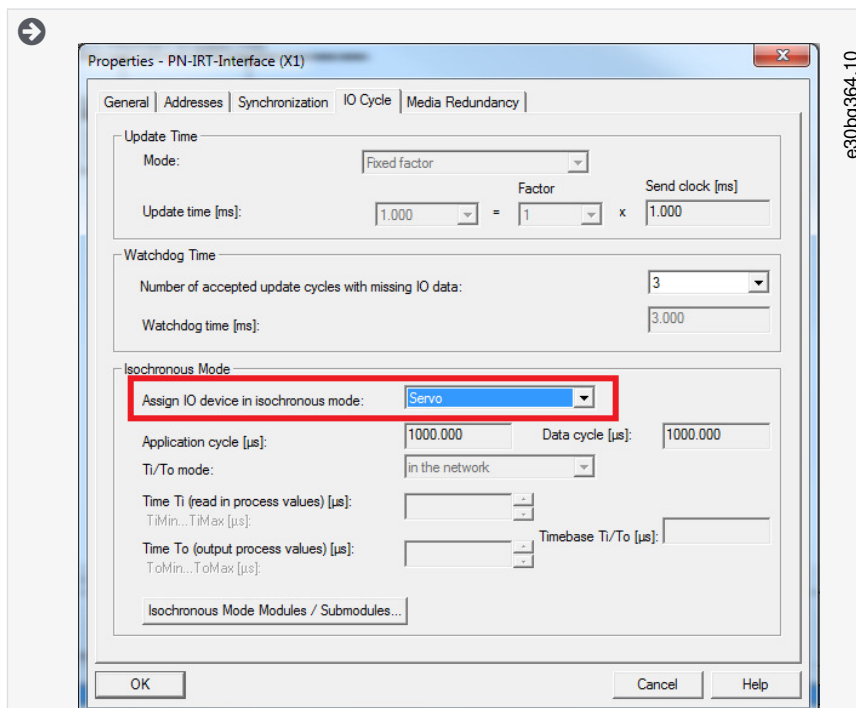 Properties - PN-IRT-Interface (X1)
General Addresses Synchronization IO Cycle Media Redundancy
Update Time
Mode: Fixed factor
Factor Send clock [ms]
Update time [ms]: 1.000 = 1 x 1.000
Watchdog Time
Number of accepted update cycles with missing IO data: 3
Watchdog time [ms]: 3.000
Isochronous Mode
Assign IO device in isochronous mode: Servo
Application cycle [µs]: 1000.000 Data cycle [µs]: 1000.000
Ti/To mode: in the network
Time Ti (read in process values) [µs]:
TiMin...TiMax [µs]:
Timebase Ti/To [µs]:
Time To (output process values) [µs]:
ToMin...ToMax [µs]:
Isochronous Mode Modules / Submodules...
OK Cancel Help
e30bg364.10